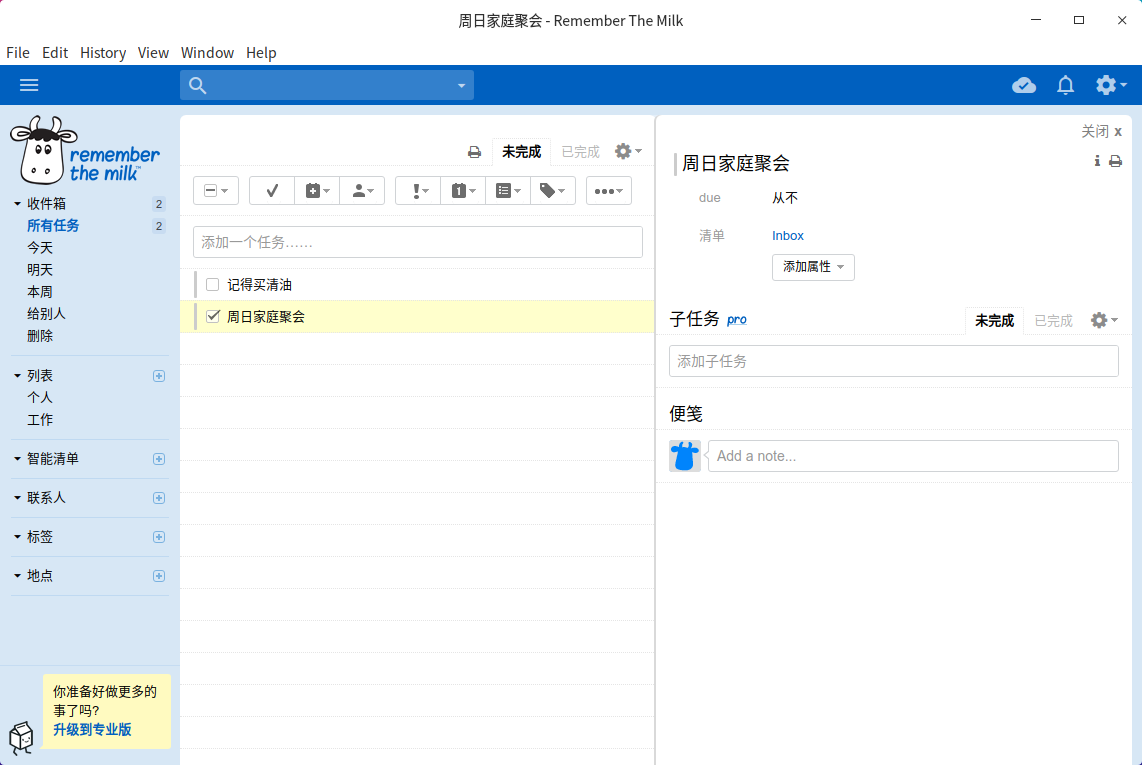 周日家庭聚会 - Remember The Milk
File Edit History View Window Help
remember
the milk™
收件箱 2
所有任务 2
今天
明天
本周
给别人
删除
列表
个人
工作
智能清单
联系人
标签
地点
你准备好做更多的
事了吗?
升级到专业版
未完成 已完成
添加一个任务……
记得买清油
周日家庭聚会
关闭 x
周日家庭聚会
due 从不
清单 Inbox
添加属性
子任务 pro 未完成 已完成
添加子任务
便笺
Add a note...